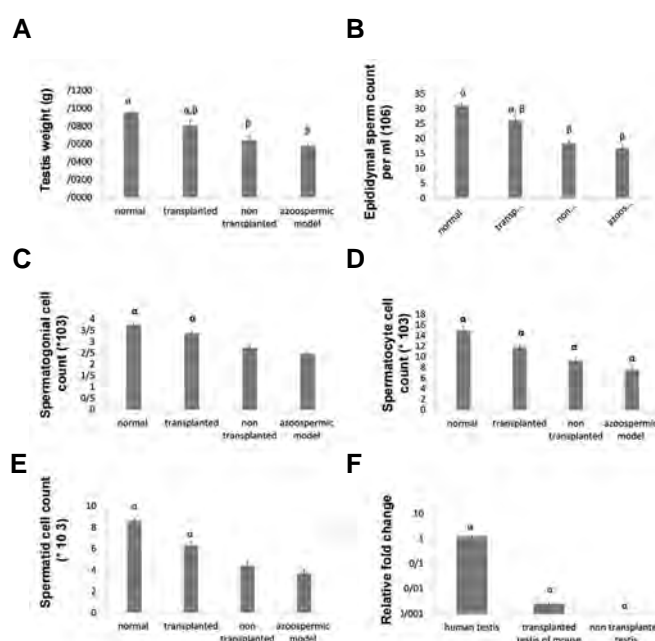 A
B
Testis weight (g)
/1200
/1000
/0800
/0600
/0400
/0200
/0000
α
α,β
β
β
normal
transplanted
non
transplanted
azoospermic
model
Epididymal sperm count
per ml (106)
35
30
25
20
15
10
5
0
α
α,β
β
β
normal
transp...
non...
azoos...
C
D
Spermatogonial cell
count (*103)
4
3/5
3
2/5
2
1/5
1
0/5
0
α
α
normal
transplanted
non
transplanted
azoospermic
model
Spermatocyte cell
count (* 103)
18
16
14
12
10
8
6
4
2
0
α
α
α
α
normal
transplanted
non
transplanted
azoospermic
model
E
F
Spermatid cell count
(* 10 3)
10
8
6
4
2
0
α
α
normal
transplanted
non
transplanted
azoospermic
model
Relative fold change
10
1
0/1
0/01
α
α
α
human testis
transplanted
testis of mouse
non transplanted
testis